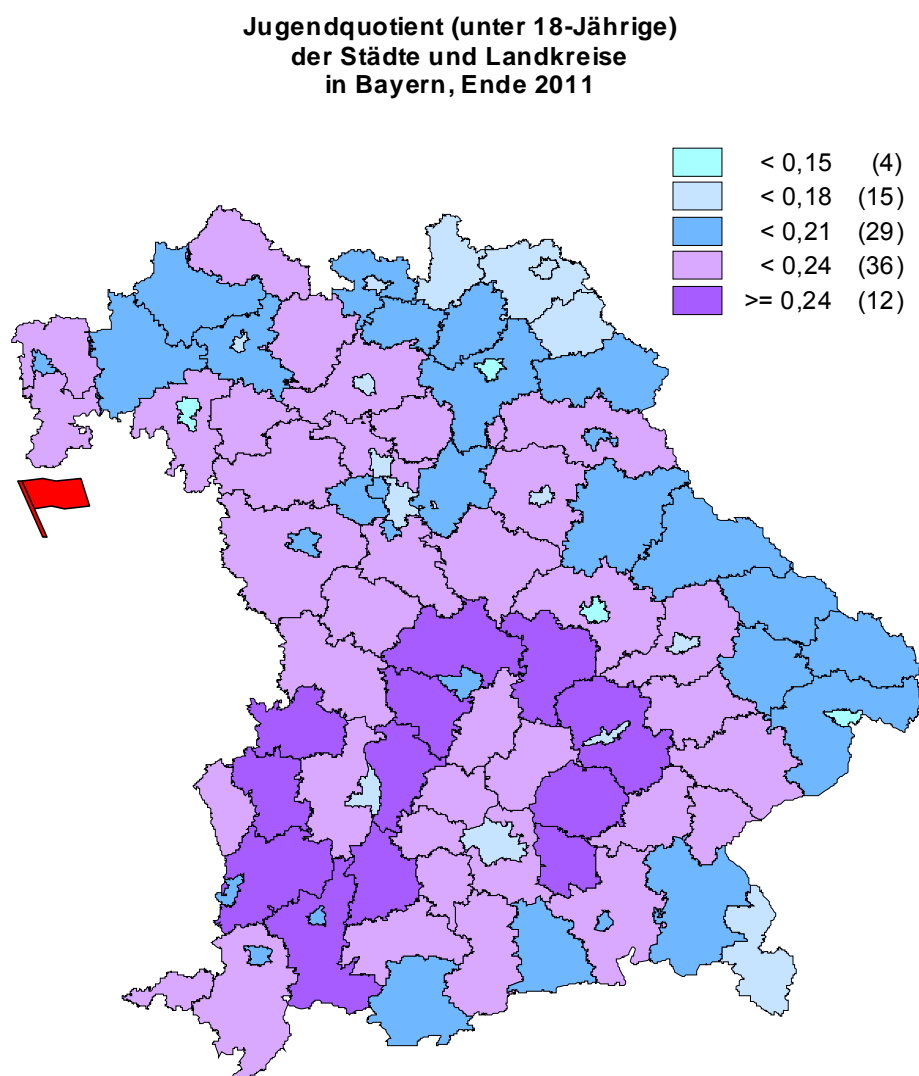 Jugendquotient (unter 18-Jährige)
der Städte und Landkreise
in Bayern, Ende 2011
< 0,15 (4)
< 0,18 (15)
< 0,21 (29)
< 0,24 (36)
>= 0,24 (12)